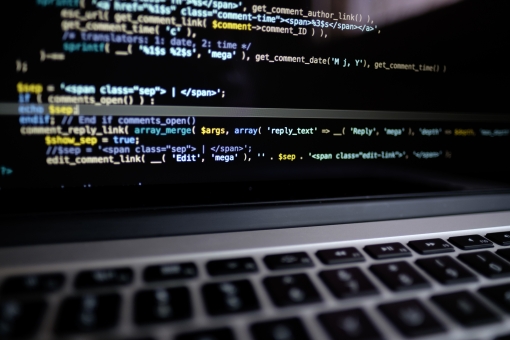 sprintf( '<a href="%1$s" class="comment-time"><span>%3$s</span></a>', get_comment_author_link() ),
esc_url( get_comment_link( $comment->comment_ID ) ),
get_comment_time( 'c' ),
/* translators: 1: date, 2: time */
sprintf( __( '%1$s %2$s', 'mega' ), get_comment_date('M j, Y'), get_comment_time() )
);
$sep = '<span class="sep"> | </span>';
if ( comments_open() ) :
echo $sep;
endif; // End if comments_open()
comment_reply_link( array_merge( $args, array( 'reply_text' => __( 'Reply', 'mega' ), 'depth' =>
$show_sep = true;
//$sep = '<span class="sep"> | </span>';
edit_comment_link( __( 'Edit', 'mega' ), '' . $sep . '<span class="edit-link">', '</span>' );
?>